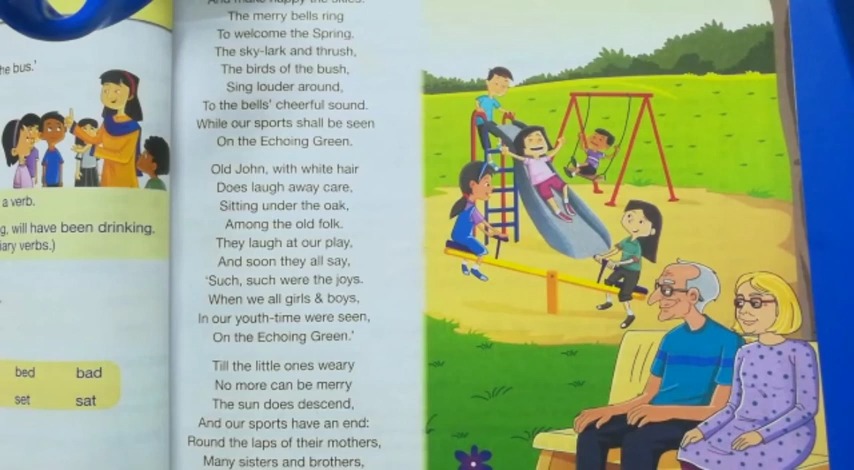 he bus.'
a verb.
g, will have been drinking.
iary verbs.)
bed bad
set sat
And make happy the skies.
The merry bells ring
To welcome the Spring.
The sky-lark and thrush,
The birds of the bush,
Sing louder around,
To the bells' cheerful sound.
While our sports shall be seen
On the Echoing Green.
Old John, with white hair
Does laugh away care,
Sitting under the oak,
Among the old folk.
They laugh at our play,
And soon they all say,
‘Such, such were the joys.
When we all girls & boys,
In our youth-time were seen,
On the Echoing Green.’
Till the little ones weary
No more can be merry
The sun does descend,
And our sports have an end:
Round the laps of their mothers,
Many sisters and brothers,